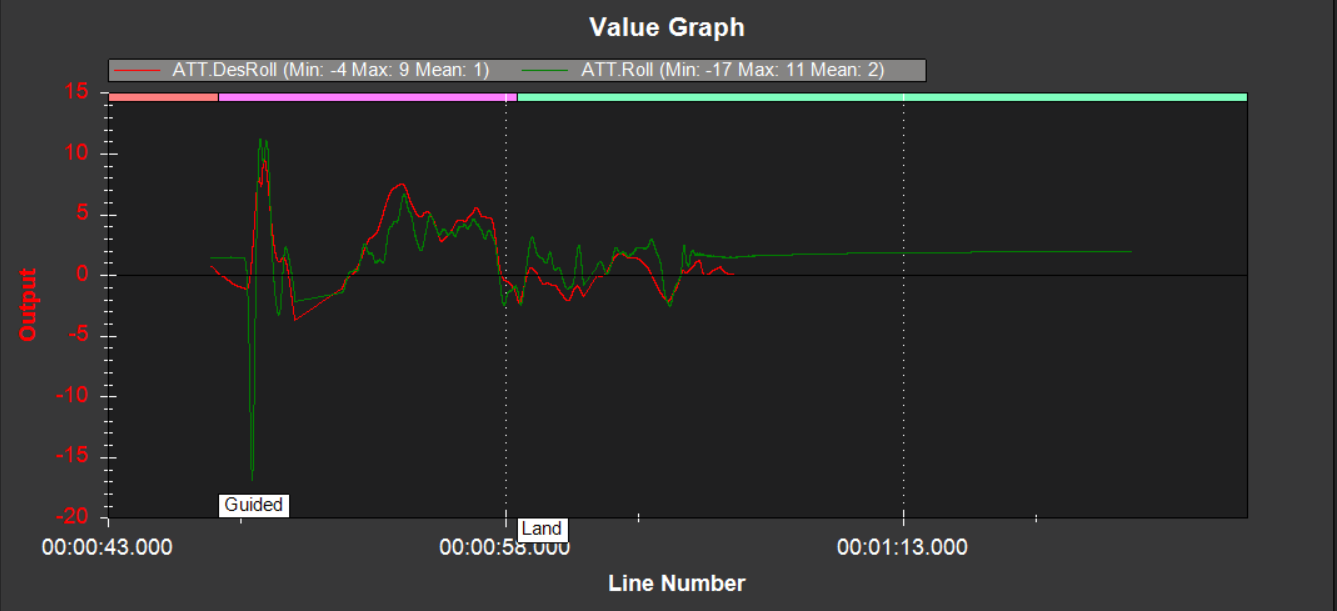 Value Graph
ATT.DesRoll (Min: -4 Max: 9 Mean: 1) ATT.Roll (Min: -17 Max: 11 Mean: 2)
15
10
5
0
-5
-10
-15
-20
Output
Guided
Land
00:00:43.000 00:00:58.000 00:01:13.000
Line Number